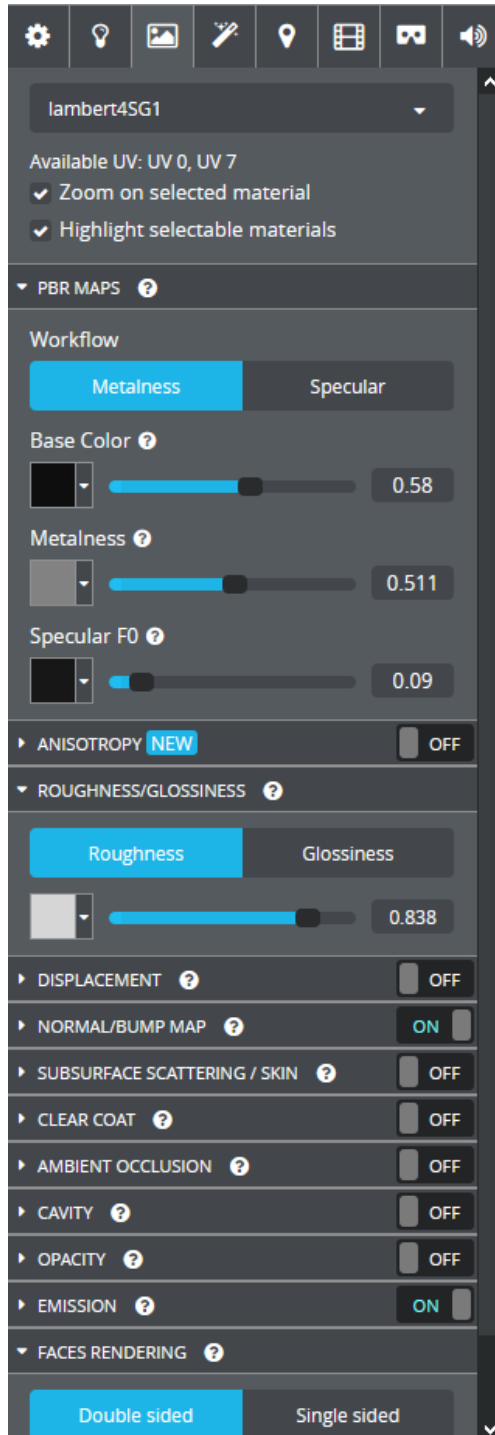 lambert4SG1
Available UV: UV 0, UV 7
Zoom on selected material
Highlight selectable materials
PBR MAPS ?
Workflow
Metalness Specular
Base Color ?
0.58
Metalness ?
0.511
Specular F0 ?
0.09
ANISOTROPY NEW OFF
ROUGHNESS/GLOSSINESS ?
Roughness Glossiness
0.838
DISPLACEMENT ? OFF
NORMAL/BUMP MAP ? ON
SUBSURFACE SCATTERING / SKIN ? OFF
CLEAR COAT ? OFF
AMBIENT OCCLUSION ? OFF
CAVITY ? OFF
OPACITY ? OFF
EMISSION ? ON
FACES RENDERING ?
Double sided Single sided